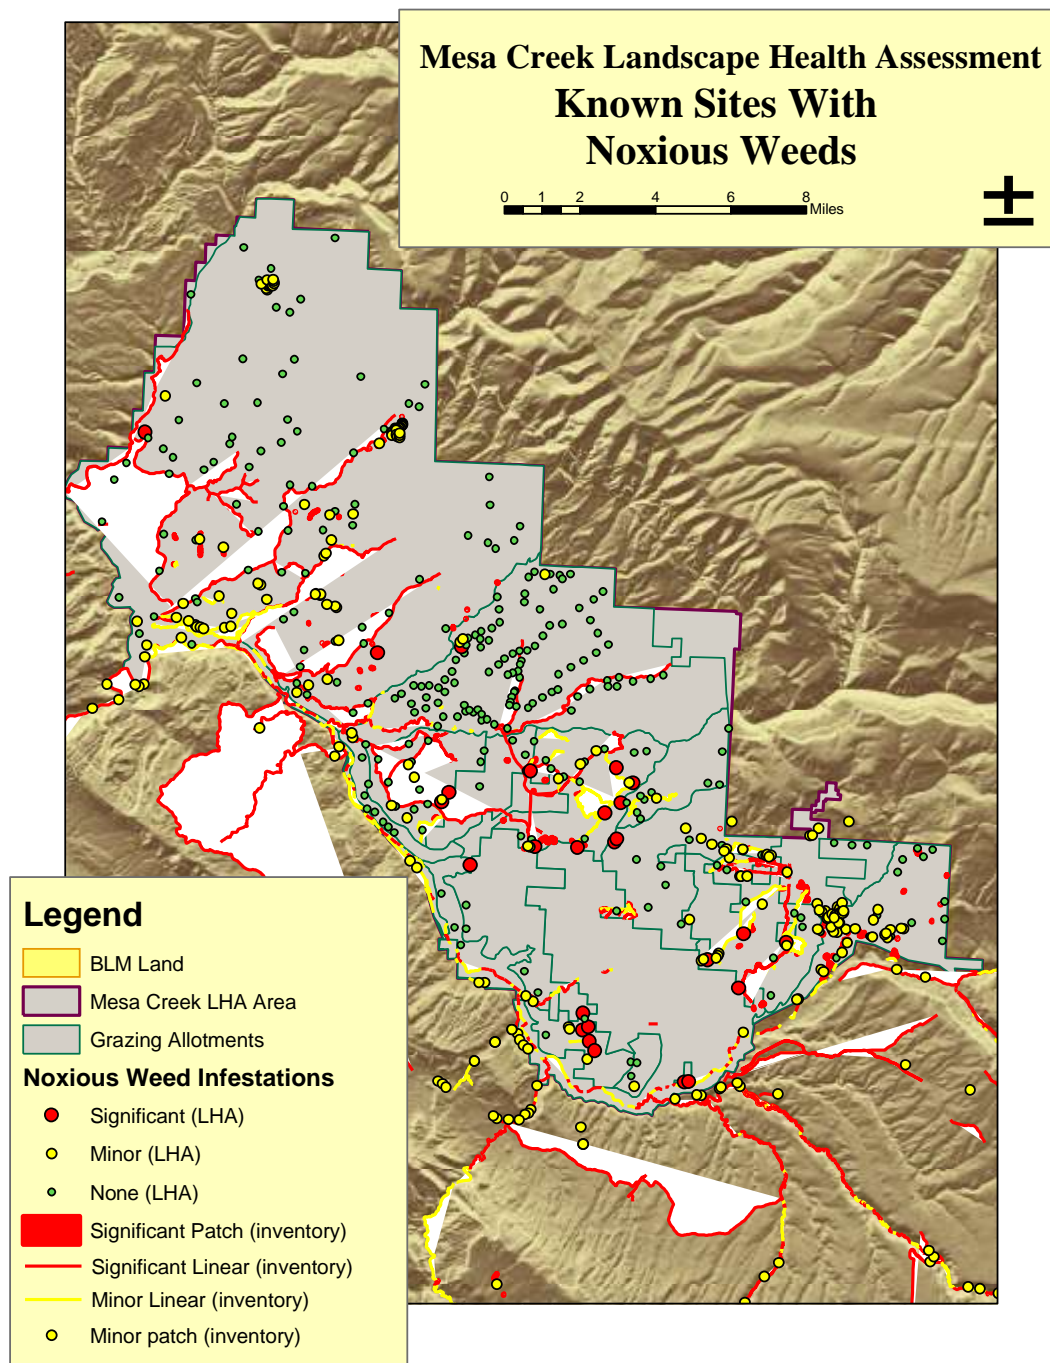 Mesa Creek Landscape Health Assessment
Known Sites With
Noxious Weeds
0 1 2 4 6 8
Miles
Legend
BLM Land
Mesa Creek LHA Area
Grazing Allotments
Noxious Weed Infestations
Significant (LHA)
Minor (LHA)
None (LHA)
Significant Patch (inventory)
Significant Linear (inventory)
Minor Linear (inventory)
Minor patch (inventory)